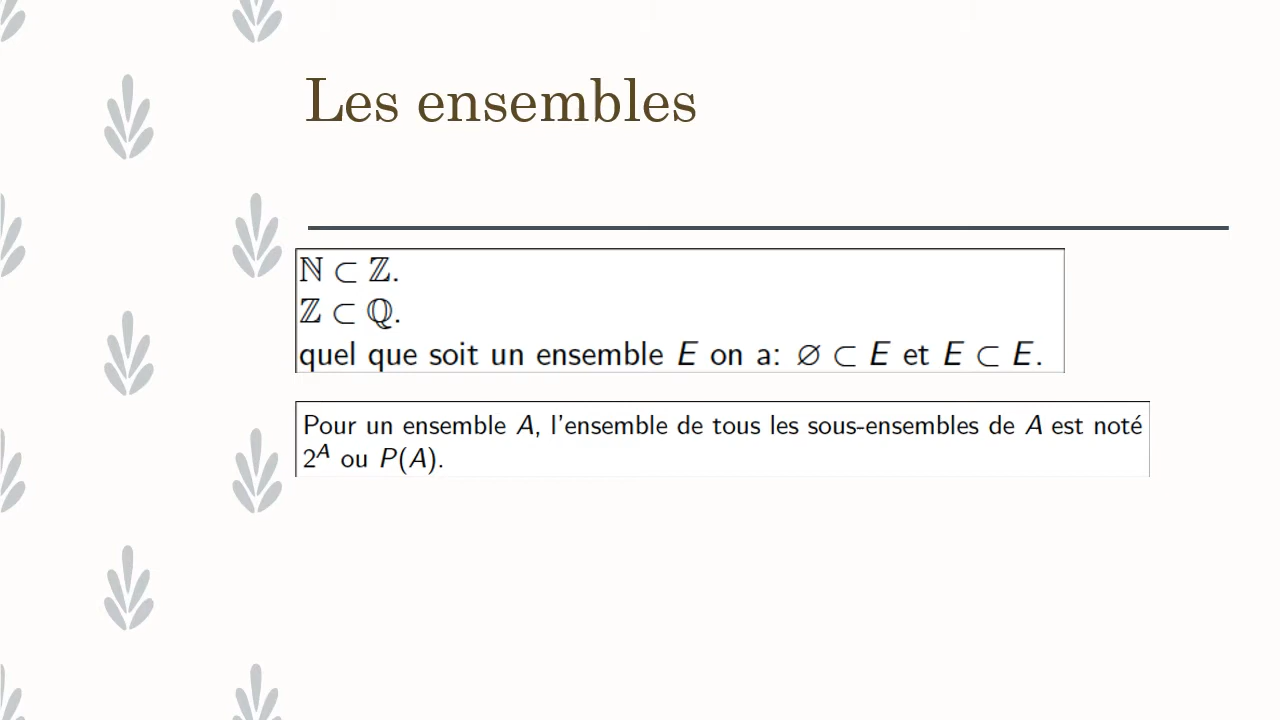 Les ensembles
ℕ ⊂ ℤ.
ℤ ⊂ ℚ.
quel que soit un ensemble E on a: ∅ ⊂ E et E ⊂ E.
Pour un ensemble A, l'ensemble de tous les sous-ensembles de A est noté
2^A ou P(A).